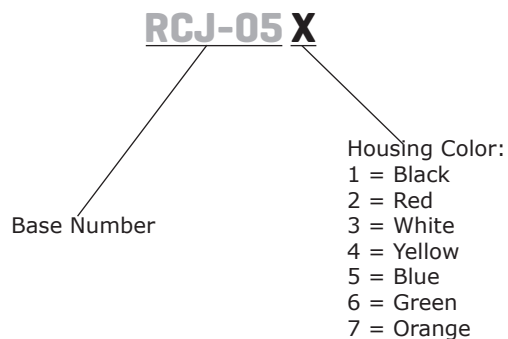 RCJ-05 X
Housing Color:
1 = Black
2 = Red
3 = White
4 = Yellow
5 = Blue
6 = Green
7 = Orange
Base Number